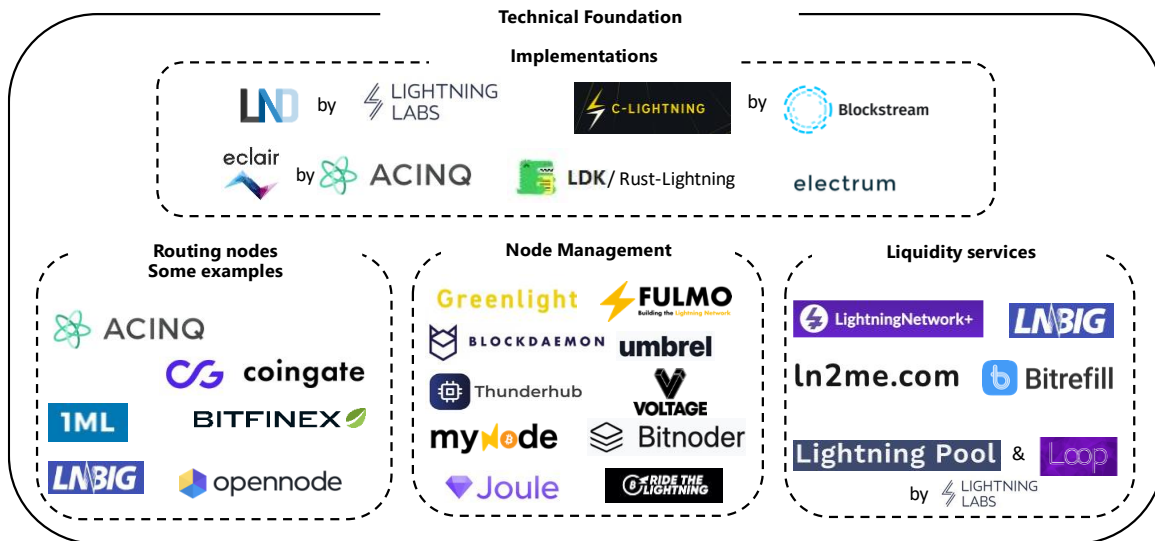 Technical Foundation
Implementations
LND by LIGHTNING LABS
C-LIGHTNING by Blockstream
eclair by ACINQ
LDK/ Rust-Lightning
electrum
Routing nodes
Some examples
ACINQ
coingate
1ML
BITFINEX
LNBIG
opennode
Node Management
Greenlight
FULMO
Building the Lightning Network
BLOCKDAEMON
umbrel
Thunderhub
VOLTAGE
myNode
Bitnoder
Joule
RIDE THE
LIGHTNING
Liquidity services
LightningNetwork+
LNBIG
ln2me.com
Bitrefill
Lightning Pool & Loop
by LIGHTNING LABS